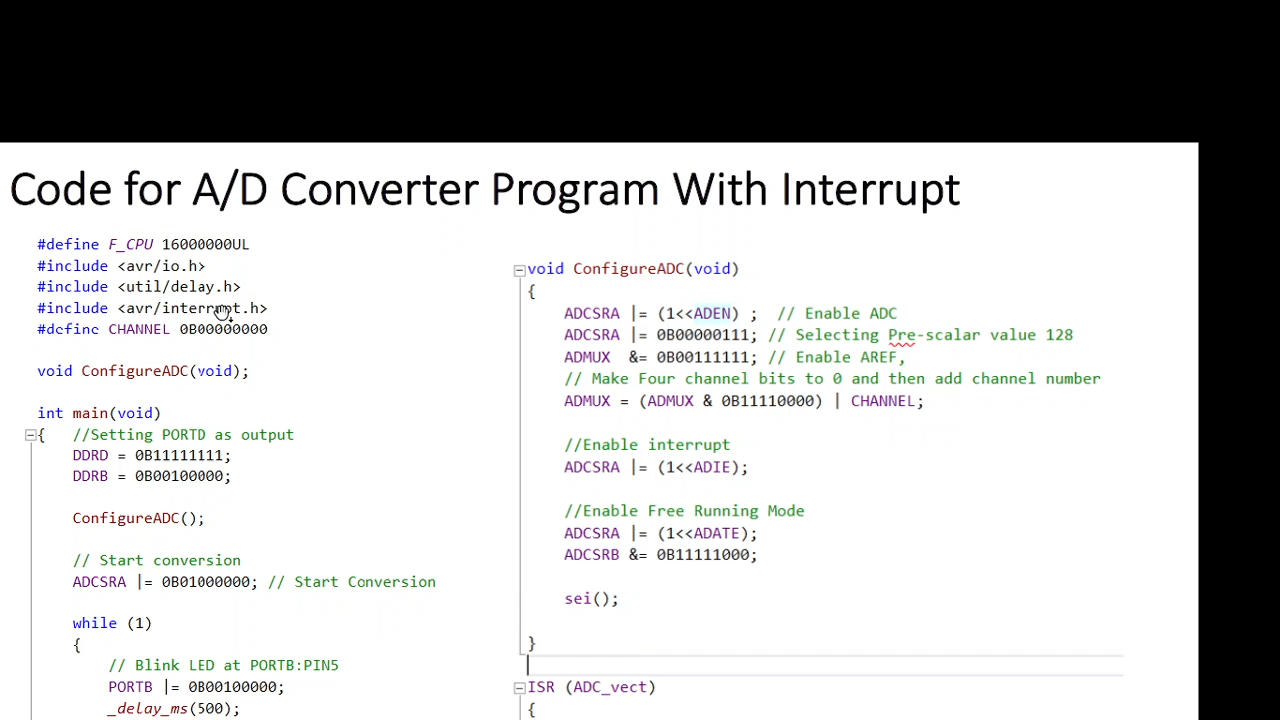 Code for A/D Converter Program With Interrupt
#define F_CPU 16000000UL
#include <avr/io.h>
#include <util/delay.h>
#include <avr/interrupt.h>
#define CHANNEL 0B00000000
void ConfigureADC(void);
int main(void)
{ //Setting PORTD as output
DDRD = 0B11111111;
DDRB = 0B00100000;
ConfigureADC();
// Start conversion
ADCSRA |= 0B01000000; // Start Conversion
while (1)
{
// Blink LED at PORTB:PIN5
PORTB |= 0B00100000;
_delay_ms(500);
void ConfigureADC(void)
{
ADCSRA |= (1<<ADEN) ; // Enable ADC
ADCSRA |= 0B00000111; // Selecting Pre-scalar value 128
ADMUX &= 0B00111111; // Enable AREF,
// Make Four channel bits to 0 and then add channel number
ADMUX = (ADMUX & 0B11110000) | CHANNEL;
//Enable interrupt
ADCSRA |= (1<<ADIE);
//Enable Free Running Mode
ADCSRA |= (1<<ADATE);
ADCSRB &= 0B11111000;
sei();
}
ISR (ADC_vect)
{